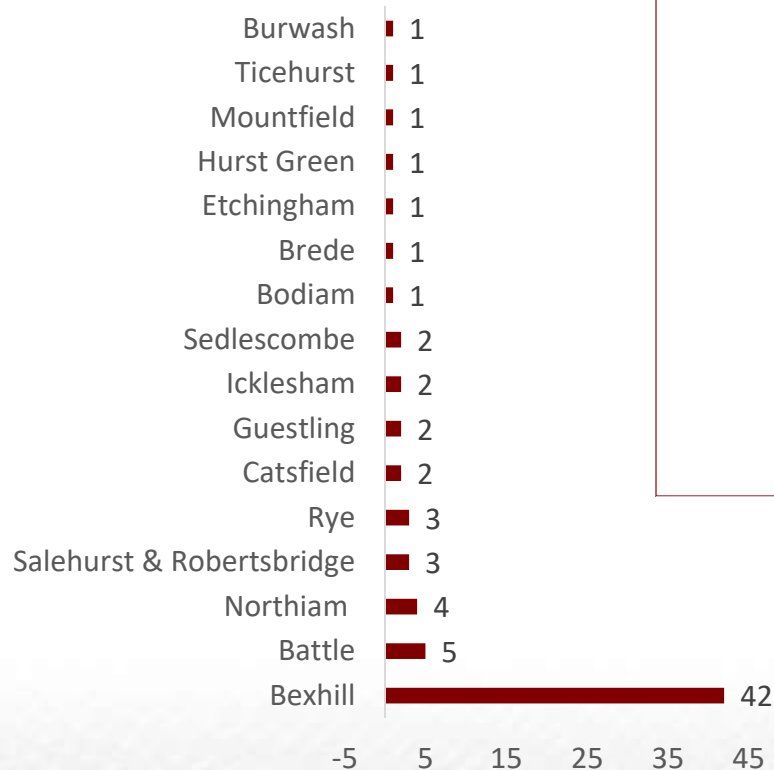 Burwash 1
Ticehurst 1
Mountfield 1
Hurst Green 1
Etchingham 1
Brede 1
Bodiam 1
Sedlescombe 2
Icklesham 2
Guestling 2
Catsfield 2
Rye 3
Salehurst & Robertsbridge 3
Northiam 4
Battle 5
Bexhill 42
-5 5 15 25 35 45